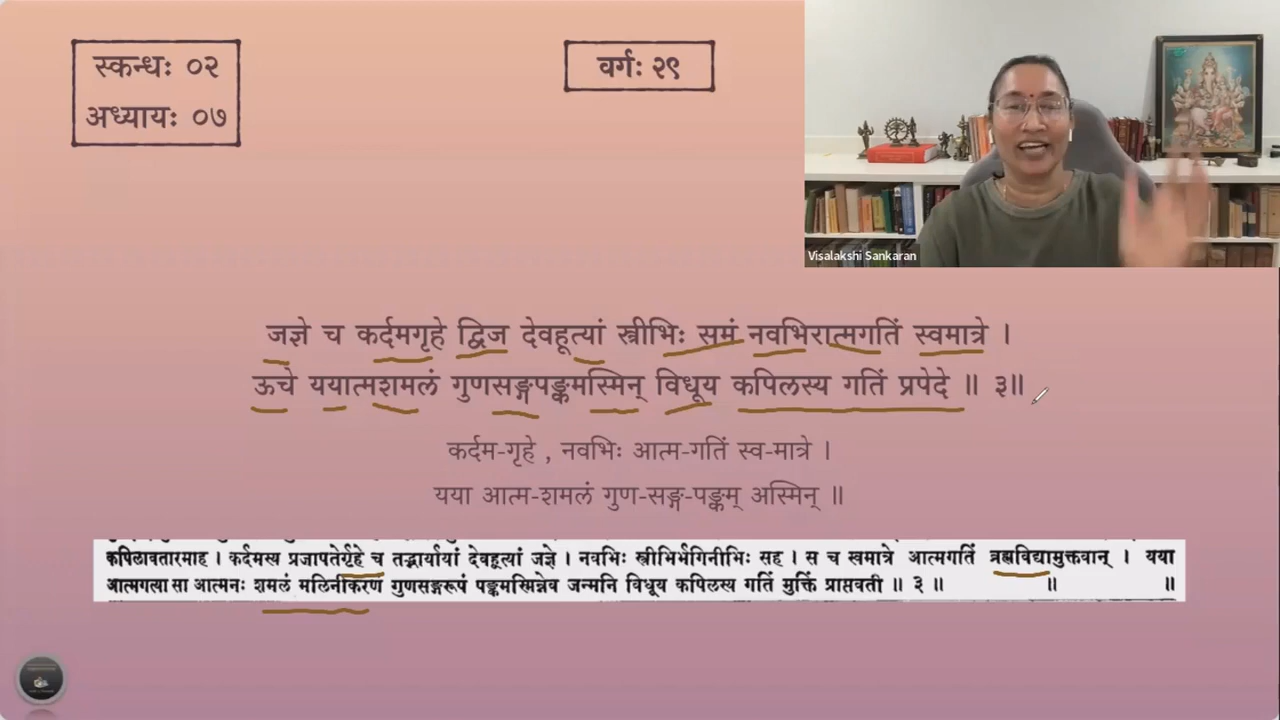 स्कन्धः ०२
अध्यायः ०७
वर्गः २९
Visalakshi Sankaran
जज्ञे च कर्दमगृहे द्विज देवहूत्यां स्त्रीभिः समं नवभिरात्मगतिं स्वमात्रे ।
ऊचे ययात्मशमलं गुणसङ्गपङ्कमस्मिन् विधूय कपिलस्य गतिं प्रपेदे ॥ ३॥
कर्दम-गृहे , नवभिः आत्म-गतिं स्व-मात्रे ।
यया आत्म-शमलं गुण-सङ्ग-पङ्कम् अस्मिन् ॥
कपिलावतारमाह । कर्दमस्य प्रजापतेर्गृहे च तद्भार्यायां देवहूत्यां जज्ञे । नवभिः स्त्रीभिर्भगिनीभिः सह । स च स्वमात्रे आत्मगतिं ब्रह्मविद्यामुक्तवान् । यया
आत्मगत्या सा आत्मनः शमलं मलिनीकरणं गुणसङ्गरूपं पङ्कमस्मिन्नेव जन्मनि विधूय कपिलस्य गतिं मुक्तिं प्राप्तवती ॥ ३ ॥ ॥ ॥